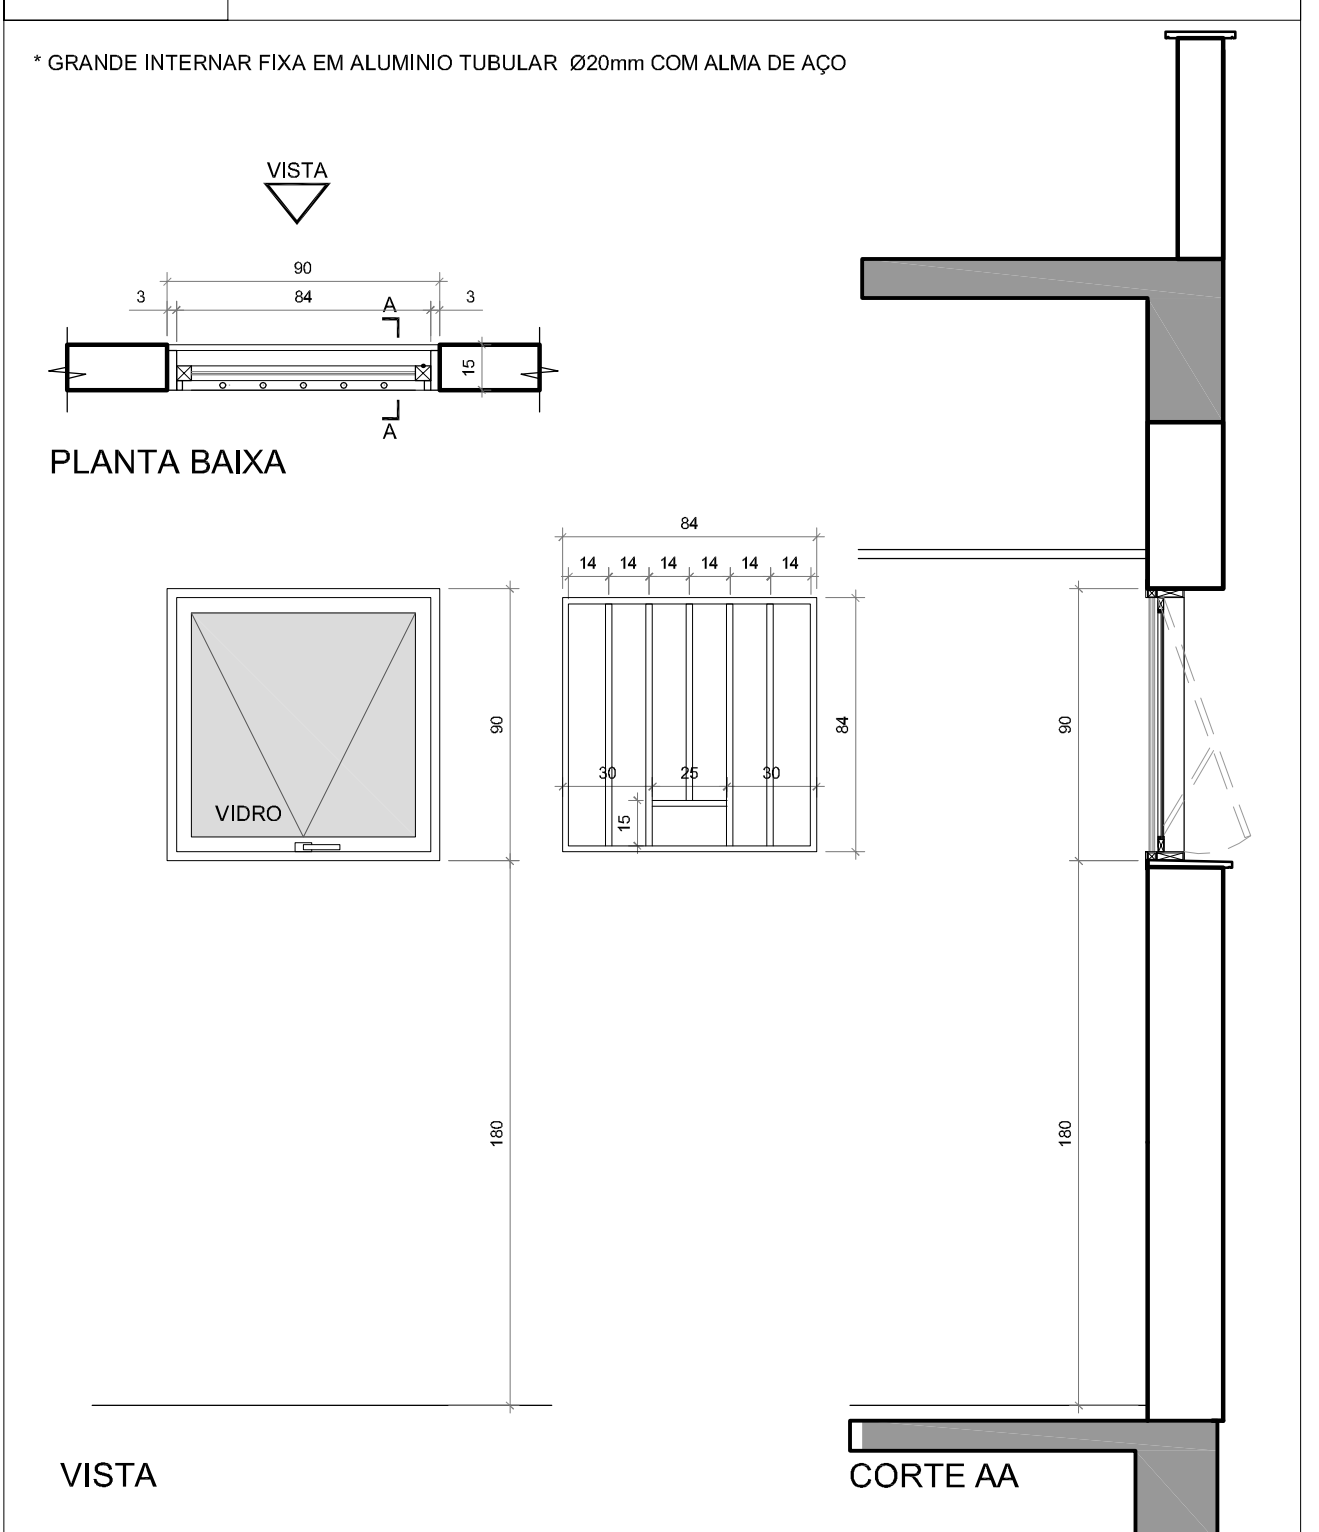 * GRANDE INTERNAR FIXA EM ALUMINIO TUBULAR Ø20mm COM ALMA DE AÇO
VISTA
90
3 84 A 3
15
A
PLANTA BAIXA
84
14 14 14 14 14 14
90
84
90
30 25 30
15
VIDRO
180
180
VISTA
CORTE AA